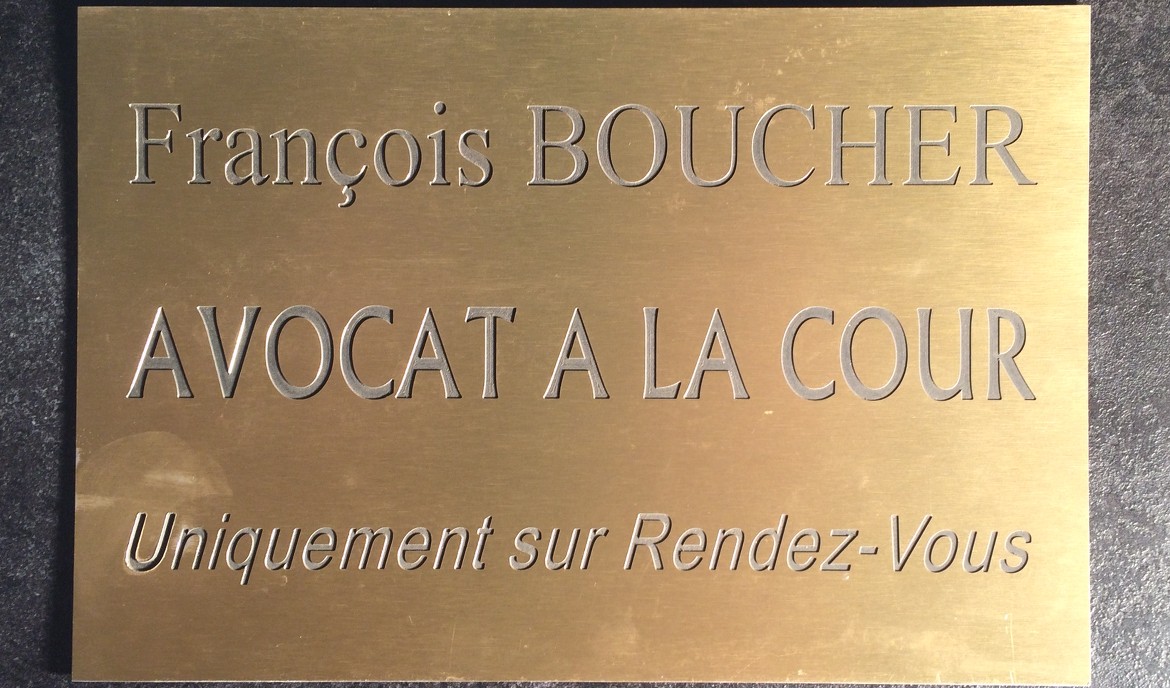 François BOUCHER
AVOCAT A LA COUR
Uniquement sur Rendez-Vous